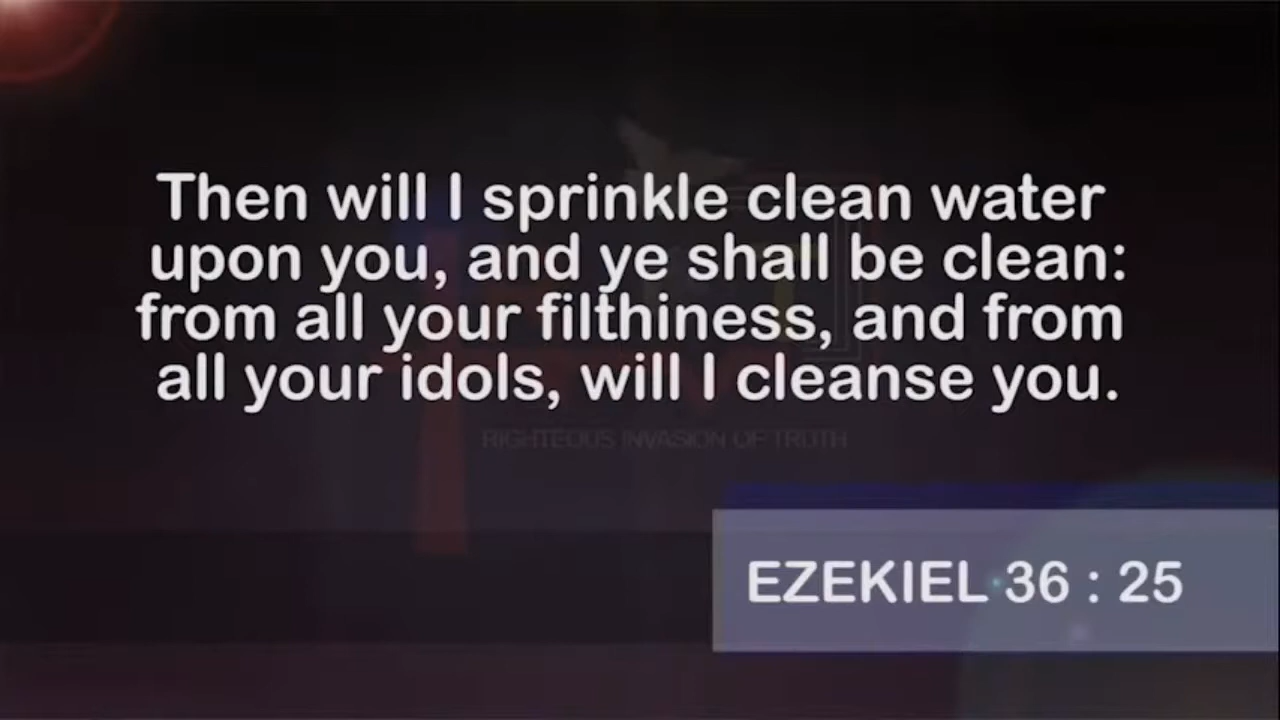 Then will I sprinkle clean water
upon you, and ye shall be clean:
from all your filthiness, and from
all your idols, will I cleanse you.
RIGHTEOUS INVASION OF TRUTH
EZEKIEL 36 : 25